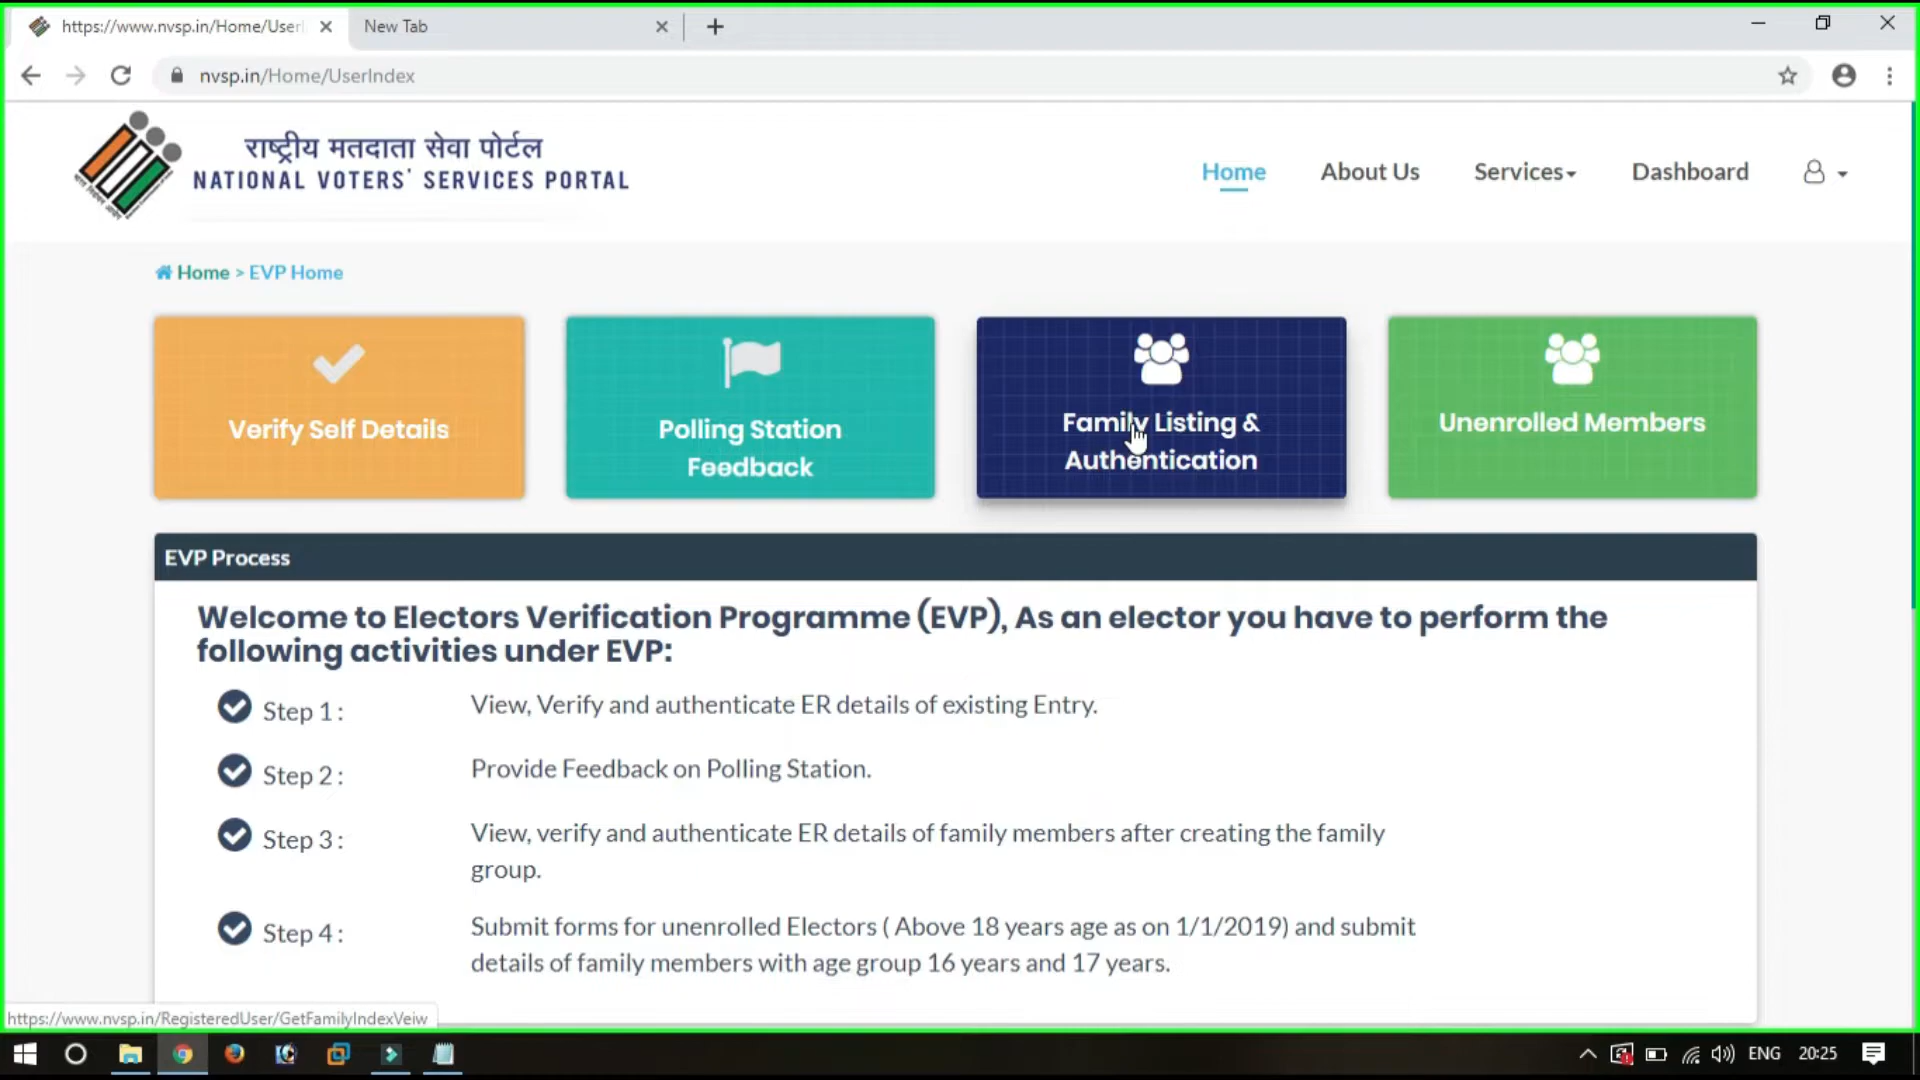 https://www.nvsp.in/Home/User
New Tab
nvsp.in/Home/UserIndex
राष्ट्रीय मतदाता सेवा पोर्टल
NATIONAL VOTERS' SERVICES PORTAL
Home
About Us
Services
Dashboard
Home > EVP Home
Verify Self Details
Polling Station
Feedback
Family Listing &
Authentication
Unenrolled Members
EVP Process
Welcome to Electors Verification Programme (EVP), As an elector you have to perform the
following activities under EVP:
Step 1 : View, Verify and authenticate ER details of existing Entry.
Step 2 : Provide Feedback on Polling Station.
Step 3 : View, verify and authenticate ER details of family members after creating the family
group.
Step 4 : Submit forms for unenrolled Electors ( Above 18 years age as on 1/1/2019) and submit
details of family members with age group 16 years and 17 years.
https://www.nvsp.in/RegisteredUser/GetFamilyIndexVeiw
ENG
20:25